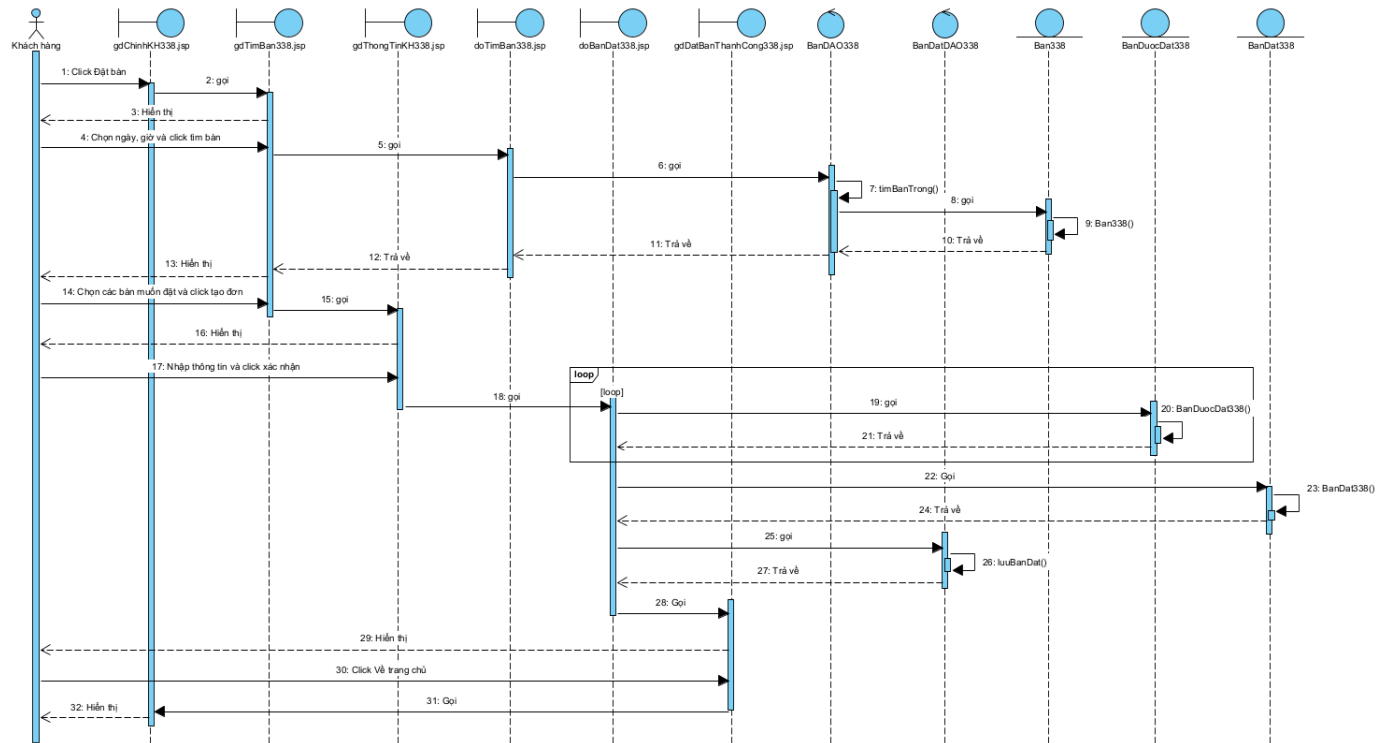 Khách hàng
gdChinhKH338.jsp
gdTimBan338.jsp
gdThongTinKH338.jsp
doTimBan338.jsp
doBanDat338.jsp
gdDatBanThanhCong338.jsp
BanDAO338
BanDatDAO338
Ban338
BanDuocDat338
BanDat338
1: Click Đặt bàn
2: gọi
3: Hiển thị
4: Chọn ngày, giờ và click tìm bàn
5: gọi
6: gọi
7: timBanTrong()
8: gọi
9: Ban338()
10: Trả về
11: Trả về
12: Trả về
13: Hiển thị
14: Chọn các bàn muốn đặt và click tạo đơn
15: gọi
16: Hiển thị
17: Nhập thông tin và click xác nhận
loop
[loop]
18: gọi
19: gọi
20: BanDuocDat338()
21: Trả về
22: Gọi
23: BanDat338()
24: Trả về
25: gọi
26: luuBanDat()
27: Trả về
28: Gọi
29: Hiển thị
30: Click Về trang chủ
31: Gọi
32: Hiển thị